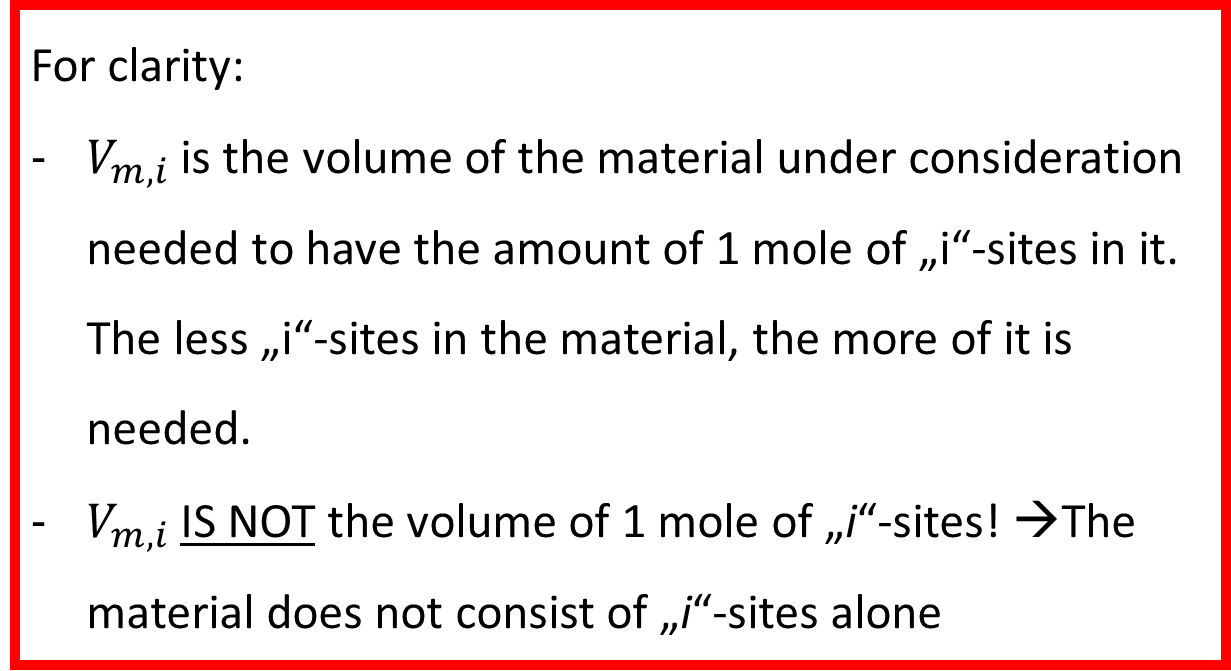 For clarity:
- V_{m,i} is the volume of the material under consideration
needed to have the amount of 1 mole of „i“-sites in it.
The less „i“-sites in the material, the more of it is
needed.
- V_{m,i} IS NOT the volume of 1 mole of „i“-sites! →The
material does not consist of „i“-sites alone